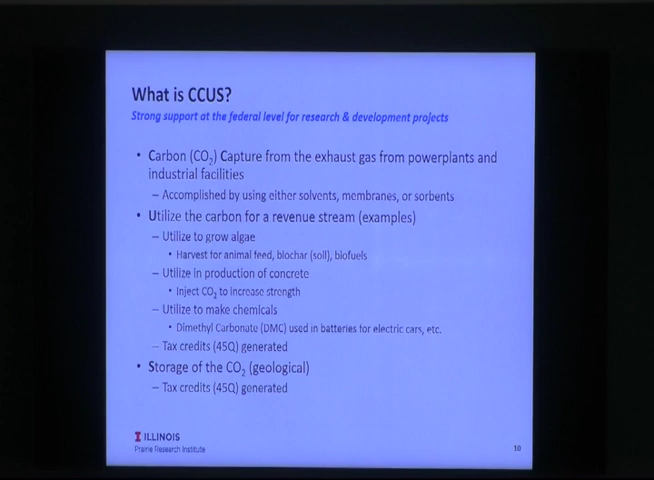 What is CCUS?
Strong support at the federal level for research & development projects
• Carbon (CO₂) Capture from the exhaust gas from powerplants and
industrial facilities
– Accomplished by using either solvents, membranes, or sorbents
• Utilize the carbon for a revenue stream (examples)
– Utilize to grow algae
• Harvest for animal feed, biochar (soil), biofuels
– Utilize in production of concrete
• Inject CO₂ to increase strength
– Utilize to make chemicals
• Dimethyl Carbonate (DMC) used in batteries for electric cars, etc.
– Tax credits (45Q) generated
• Storage of the CO₂ (geological)
– Tax credits (45Q) generated
I ILLINOIS
Prairie Research Institute
10